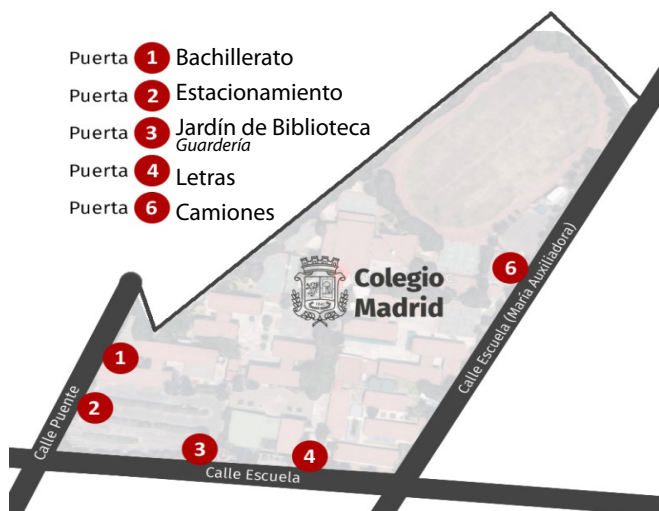 Puerta 1 Bachillerato
Puerta 2 Estacionamiento
Puerta 3 Jardín de Biblioteca
Guardería
Puerta 4 Letras
Puerta 6 Camiones
6
Colegio
Madrid
Calle Escuela (María Auxiliadora)
1
2
Calle Puente
3
4
Calle Escuela